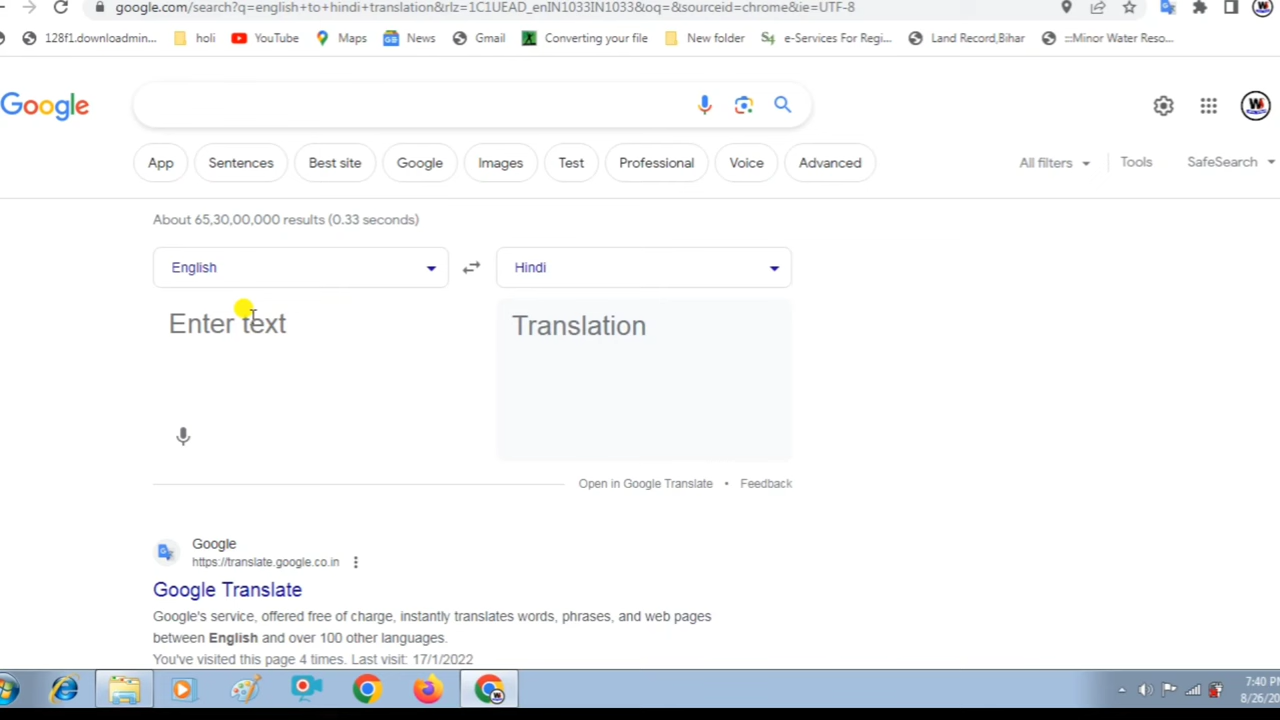 google.com/search?q=english+to+hindi+translation&rlz=1C1UEAD_enIN1033IN1033&oq=&sourceid=chrome&ie=UTF-8
128f1.downloadmin... holi YouTube Maps News Gmail Converting your file New folder e-Services For Regi... Land Record,Bihar :::Minor Water Reso...
Google
App Sentences Best site Google Images Test Professional Voice Advanced All filters Tools SafeSearch
About 65,30,00,000 results (0.33 seconds)
English Hindi
Enter text Translation
Open in Google Translate • Feedback
Google
https://translate.google.co.in
Google Translate
Google's service, offered free of charge, instantly translates words, phrases, and web pages
between English and over 100 other languages.
You've visited this page 4 times. Last visit: 17/1/2022
7:40 PM